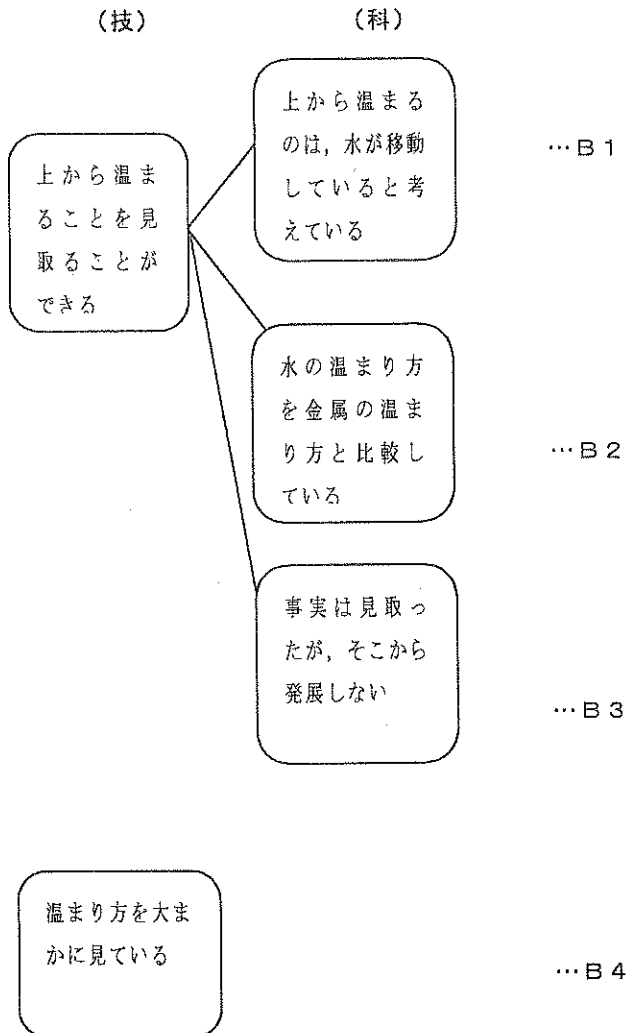 (技)
(科)
上から温まる
のは,水が移動
していると考
えている
…B1
上から温ま
ることを見
取ることが
できる
水の温まり方
を金属の温ま
り方と比較し
ている
…B2
事実は見取っ
たが,そこから
発展しない
…B3
温まり方を大ま
かに見ている
…B4